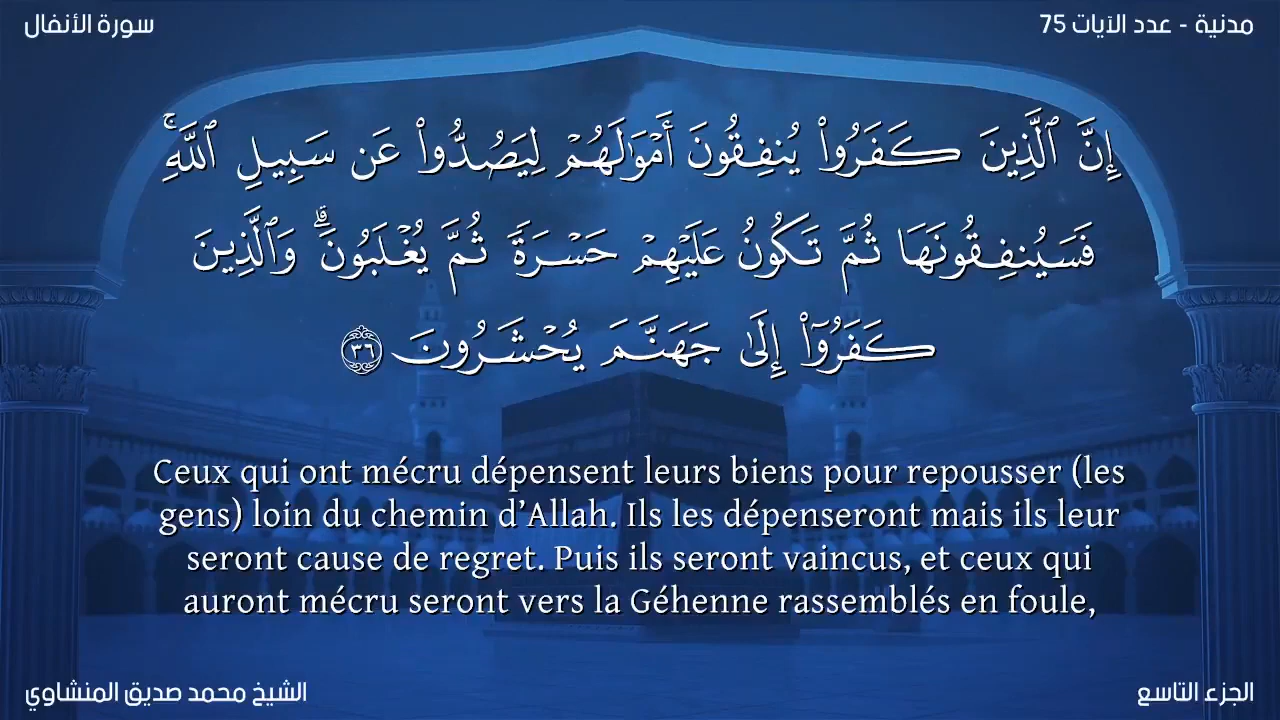 سورة الأنفال
مدنية - عدد الآيات 75
إِنَّ ٱلَّذِينَ كَفَرُوا۟ يُنفِقُونَ أَمْوَٰلَهُمْ لِيَصُدُّوا۟ عَن سَبِيلِ ٱللَّهِ ۚ
فَسَيُنفِقُونَهَا ثُمَّ تَكُونُ عَلَيْهِمْ حَسْرَةً ثُمَّ يُغْلَبُونَ ۗ وَٱلَّذِينَ
كَفَرُوٓا۟ إِلَىٰ جَهَنَّمَ يُحْشَرُونَ ٣٦
Ceux qui ont mécru dépensent leurs biens pour repousser (les
gens) loin du chemin d’Allah. Ils les dépenseront mais ils leur
seront cause de regret. Puis ils seront vaincus, et ceux qui
auront mécru seront vers la Géhenne rassemblés en foule,
الشيخ محمد صديق المنشاوي
الجزء التاسع